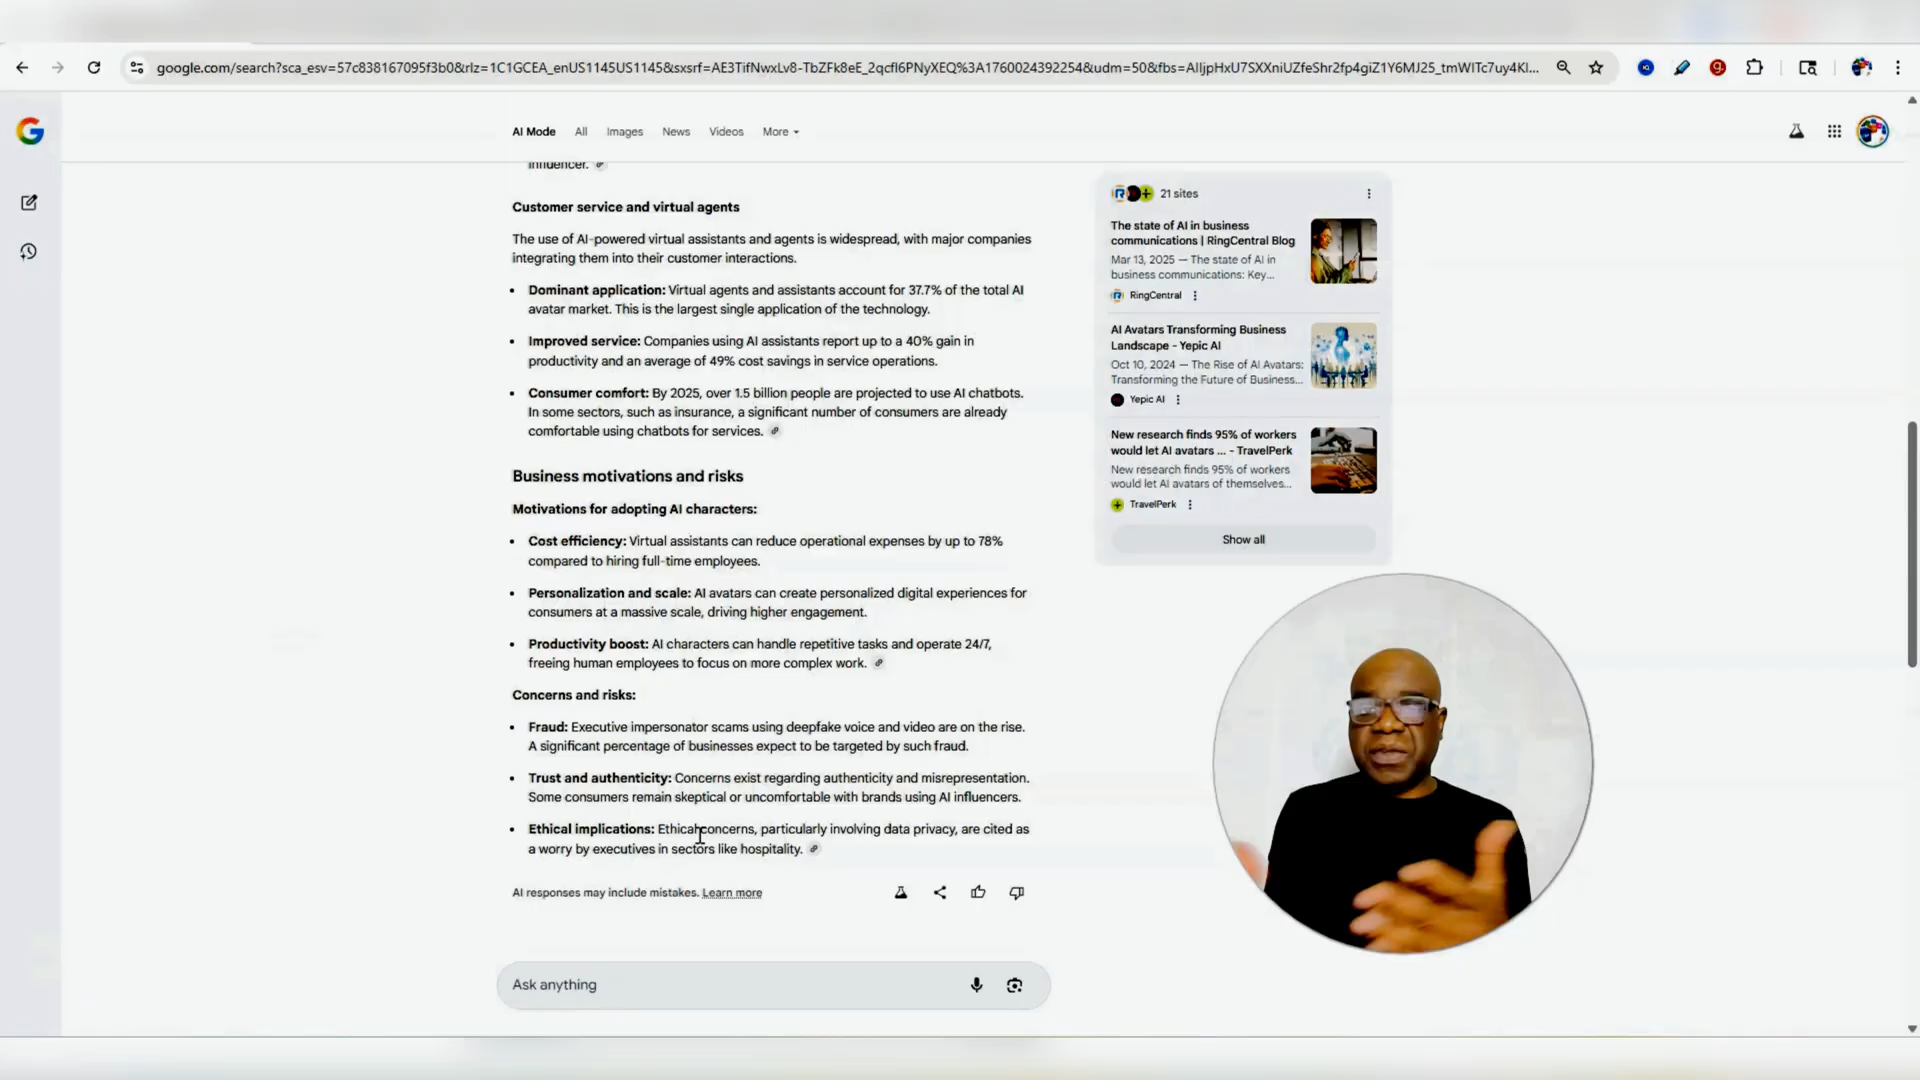 google.com/search?sca_esv=57c838167095f3b0&rlz=1C1GCEA_enUS1145US1145&sxsrf=AE3TifNwxLv8-TbZFk8eE_2qcfl6PNyXEQ%3A1760024392254&udm=50&fbs=AIIjpHxU7SXXniUZfeShr2fp4giZ1Y6MJ25_tmWITc7uy4KI...
AI Mode All Images News Videos More
influencer.
Customer service and virtual agents
The use of AI-powered virtual assistants and agents is widespread, with major companies
integrating them into their customer interactions.
• Dominant application: Virtual agents and assistants account for 37.7% of the total AI
avatar market. This is the largest single application of the technology.
• Improved service: Companies using AI assistants report up to a 40% gain in
productivity and an average of 49% cost savings in service operations.
• Consumer comfort: By 2025, over 1.5 billion people are projected to use AI chatbots.
In some sectors, such as insurance, a significant number of consumers are already
comfortable using chatbots for services.
Business motivations and risks
Motivations for adopting AI characters:
• Cost efficiency: Virtual assistants can reduce operational expenses by up to 78%
compared to hiring full-time employees.
• Personalization and scale: AI avatars can create personalized digital experiences for
consumers at a massive scale, driving higher engagement.
• Productivity boost: AI characters can handle repetitive tasks and operate 24/7,
freeing human employees to focus on more complex work.
Concerns and risks:
• Fraud: Executive impersonator scams using deepfake voice and video are on the rise.
A significant percentage of businesses expect to be targeted by such fraud.
• Trust and authenticity: Concerns exist regarding authenticity and misrepresentation.
Some consumers remain skeptical or uncomfortable with brands using AI influencers.
• Ethical implications: Ethical concerns, particularly involving data privacy, are cited as
a worry by executives in sectors like hospitality.
AI responses may include mistakes. Learn more
Ask anything
21 sites
The state of AI in business
communications | RingCentral Blog
Mar 13, 2025 — The state of AI in
business communications: Key...
RingCentral
AI Avatars Transforming Business
Landscape - Yepic AI
Oct 10, 2024 — The Rise of AI Avatars:
Transforming the Future of Business...
Yepic AI
New research finds 95% of workers
would let AI avatars ... - TravelPerk
New research finds 95% of workers
would let AI avatars of themselves...
TravelPerk
Show all